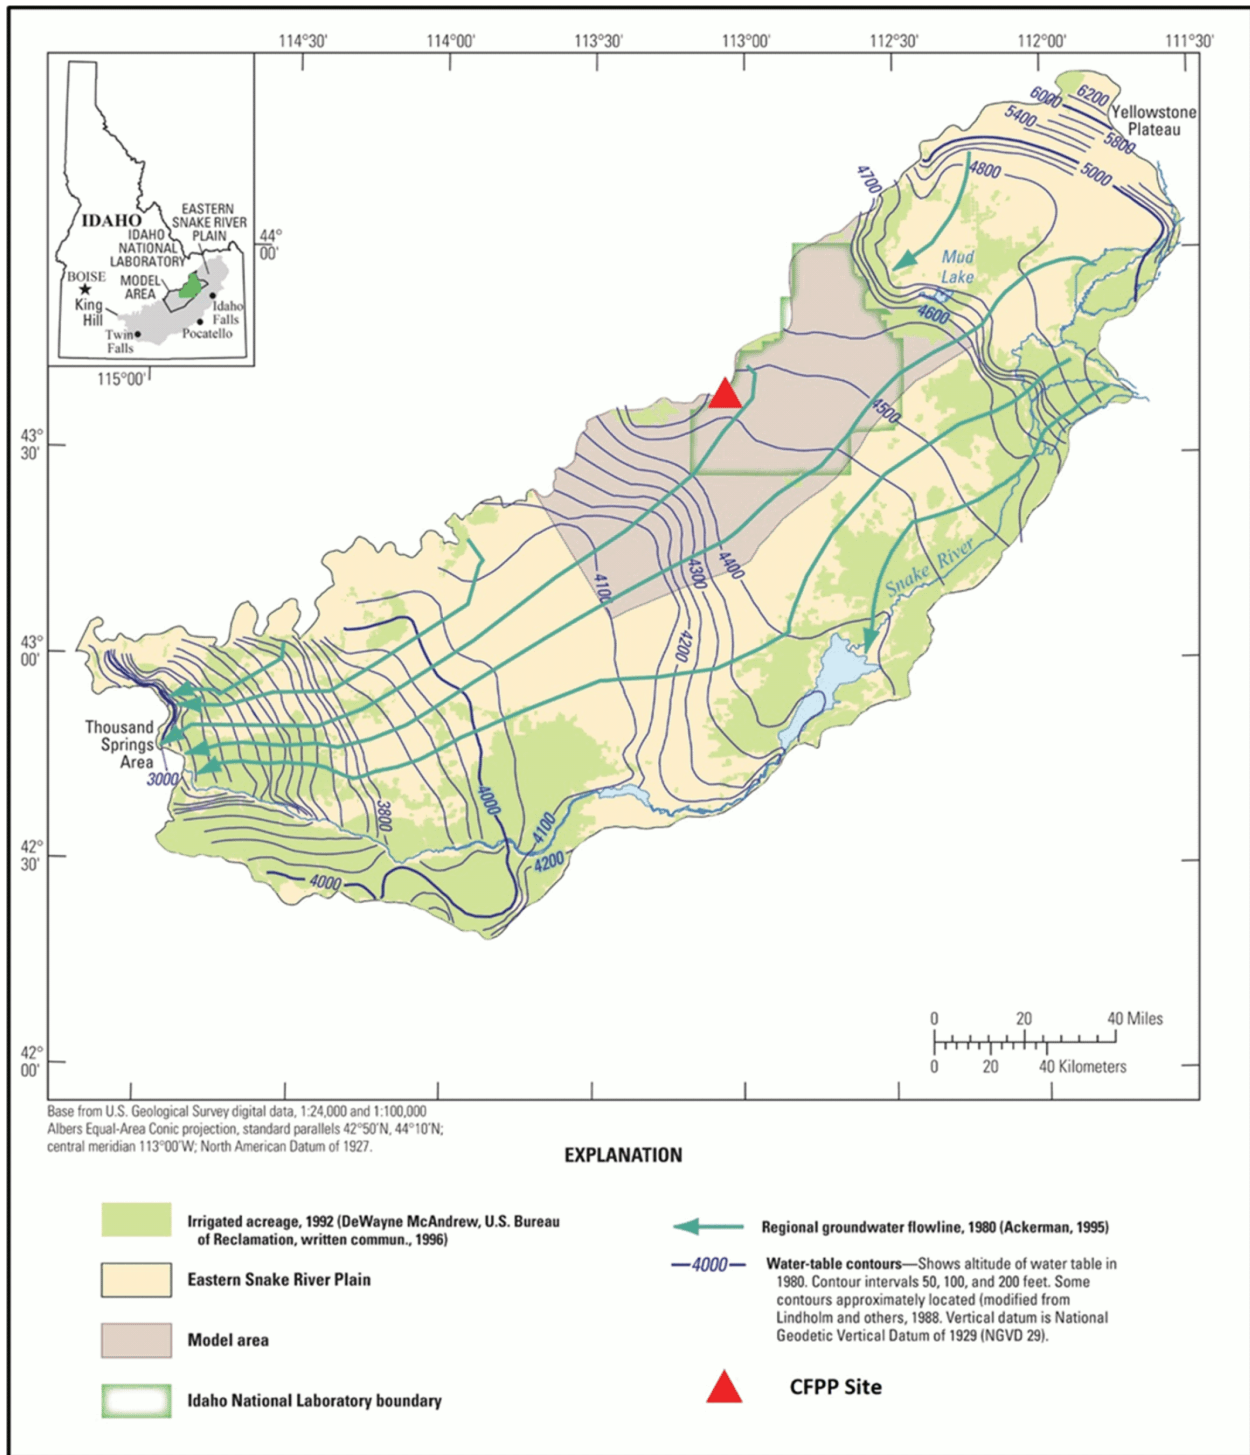 114°30' 114°00' 113°30' 113°00' 112°30' 112°00' 111°30'
6000 6200
5400
5800
Yellowstone
Plateau
5000
4800
4700
IDAHO
EASTERN
SNAKE RIVER
PLAIN
IDAHO
NATIONAL
LABORATORY
44°
00'
BOISE
MODEL
AREA
King
Hill
Idaho
Falls
Twin
Falls
Pocatello
115°00'
Mud
Lake
4600
4500
43°
30'
4400
4300
4100
Snake River
4200
43°
00'
Thousand
Springs
Area
3000
3800
4000
4100
4200
42°
30'
4000
42°
00'
0 20 40 Miles
0 20 40 Kilometers
Base from U.S. Geological Survey digital data, 1:24,000 and 1:100,000
Albers Equal-Area Conic projection, standard parallels 42°50'N, 44°10'N;
central meridian 113°00'W; North American Datum of 1927.
EXPLANATION
Irrigated acreage, 1992 (DeWayne McAndrew, U.S. Bureau
of Reclamation, written commun., 1996)
Eastern Snake River Plain
Model area
Idaho National Laboratory boundary
Regional groundwater flowline, 1980 (Ackerman, 1995)
4000
Water-table contours—Shows altitude of water table in
1980. Contour intervals 50, 100, and 200 feet. Some
contours approximately located (modified from
Lindholm and others, 1988. Vertical datum is National
Geodetic Vertical Datum of 1929 (NGVD 29).
CFPP Site